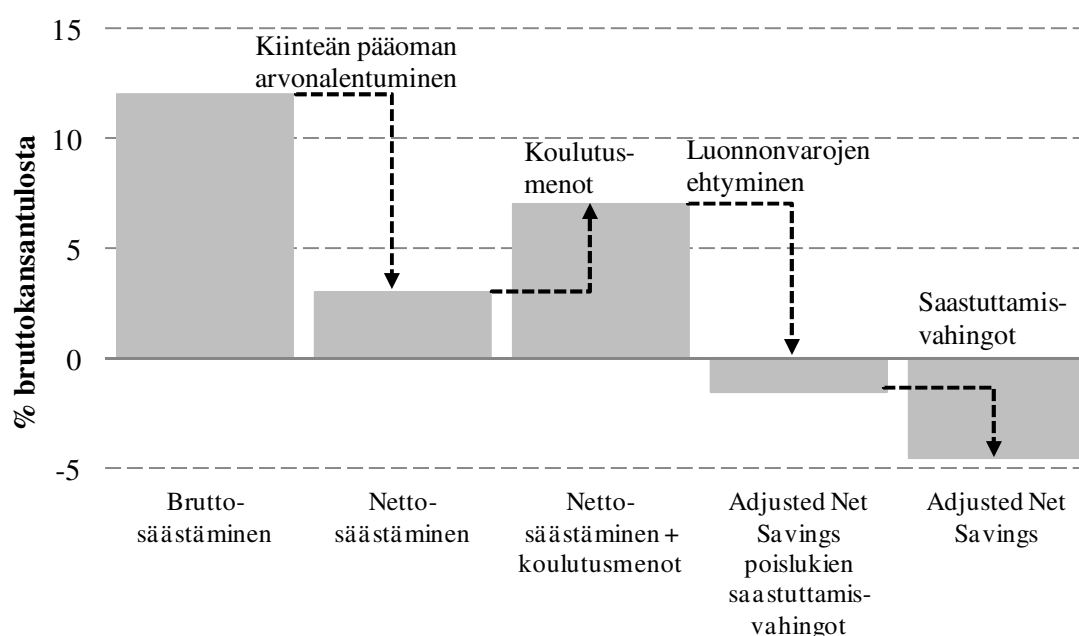 15
Kiinteän pääoman
arvonalentuminen
10
Koulutus-
menot
Luonnonvarojen
ehtyminen
% bruttokansantulosta
5
Saastuttamis-
vahingot
0
-5
Brutto-
säästäminen
Netto-
säästäminen
Netto-
säästäminen +
koulutusmenot
Adjusted Net
Savings
poislukien
saastuttamis-
vahingot
Adjusted Net
Savings